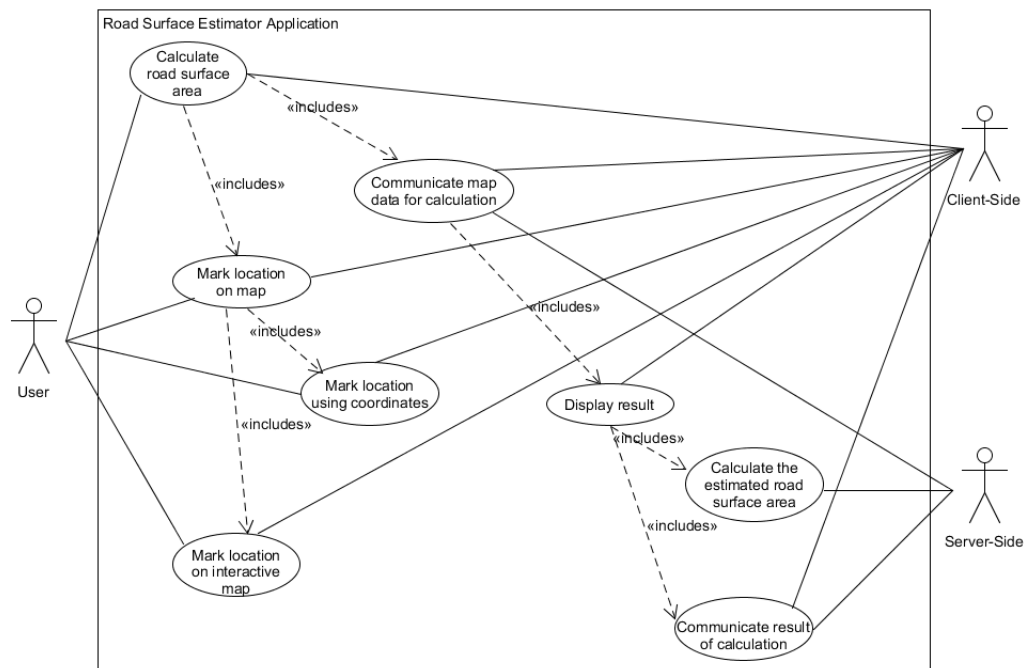 Road Surface Estimator Application
Calculate
road surface
area
«includes»
«includes»
Communicate map
data for calculation
Client-Side
Mark location
on map
«includes»
«includes»
User
Mark location
using coordinates
Display result
«includes»
«includes»
Calculate the
estimated road
surface area
«includes»
Server-Side
Mark location
on interactive
map
Communicate result
of calculation